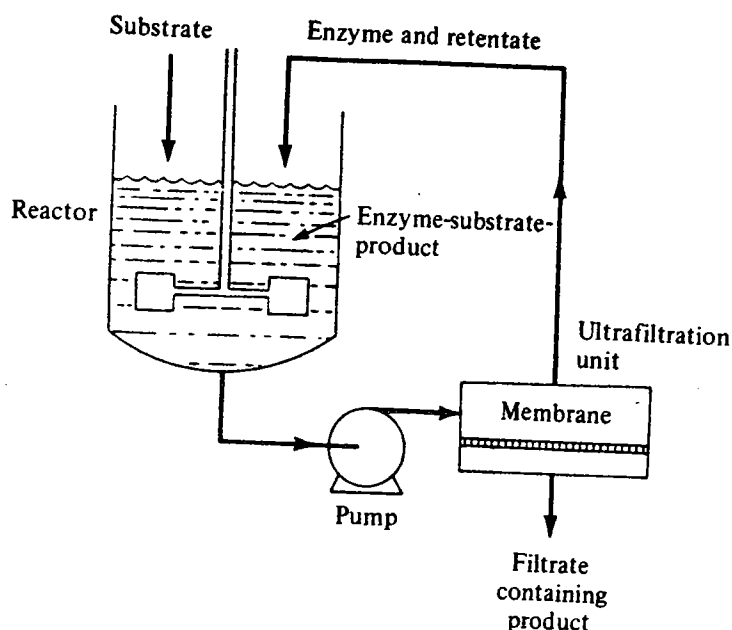 Substrate
Enzyme and retentate
Reactor
Enzyme-substrate-
product
Ultrafiltration
unit
Membrane
Pump
Filtrate
containing
product